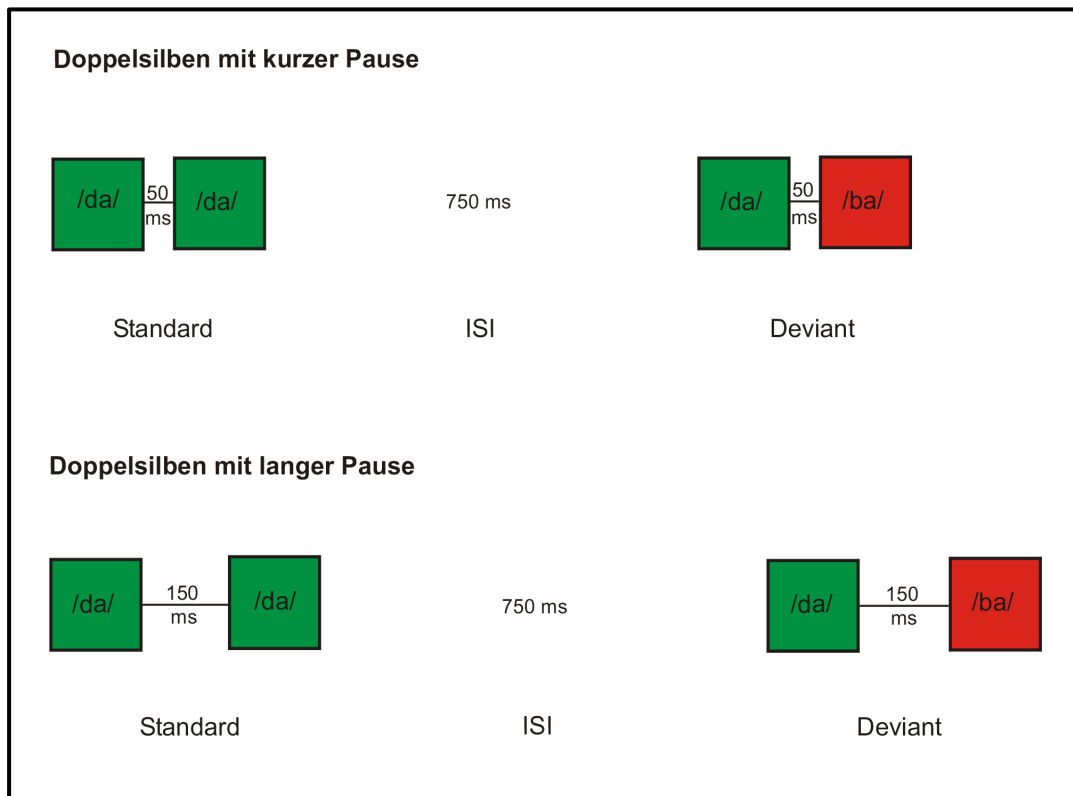 Doppelsilben mit kurzer Pause
/da/ 50 ms /da/ 750 ms /da/ 50 ms /ba/
Standard ISI Deviant
Doppelsilben mit langer Pause
/da/ 150 ms /da/ 750 ms /da/ 150 ms /ba/
Standard ISI Deviant